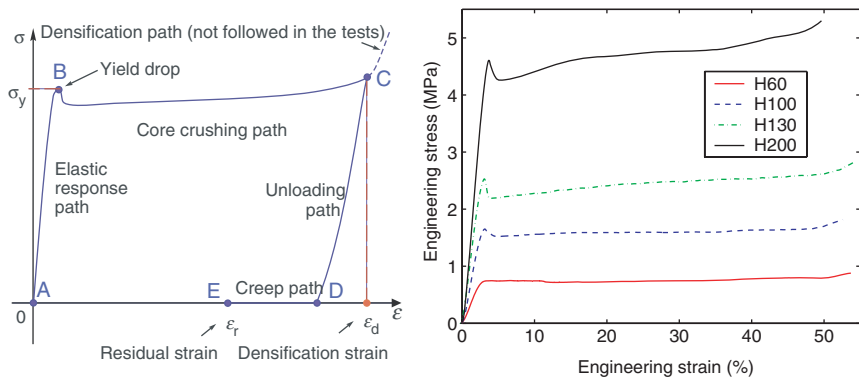 Densification path (not followed in the tests)
σ
B
Yield drop
C
σy
Core crushing path
Elastic
response
path
Unloading
path
A
E
Creep path
D
0
ε
εr
εd
Residual strain
Densification strain
Engineering stress (MPa)
6
5
4
3
2
1
0
H60
H100
H130
H200
0
10
20
30
40
50
Engineering strain (%)